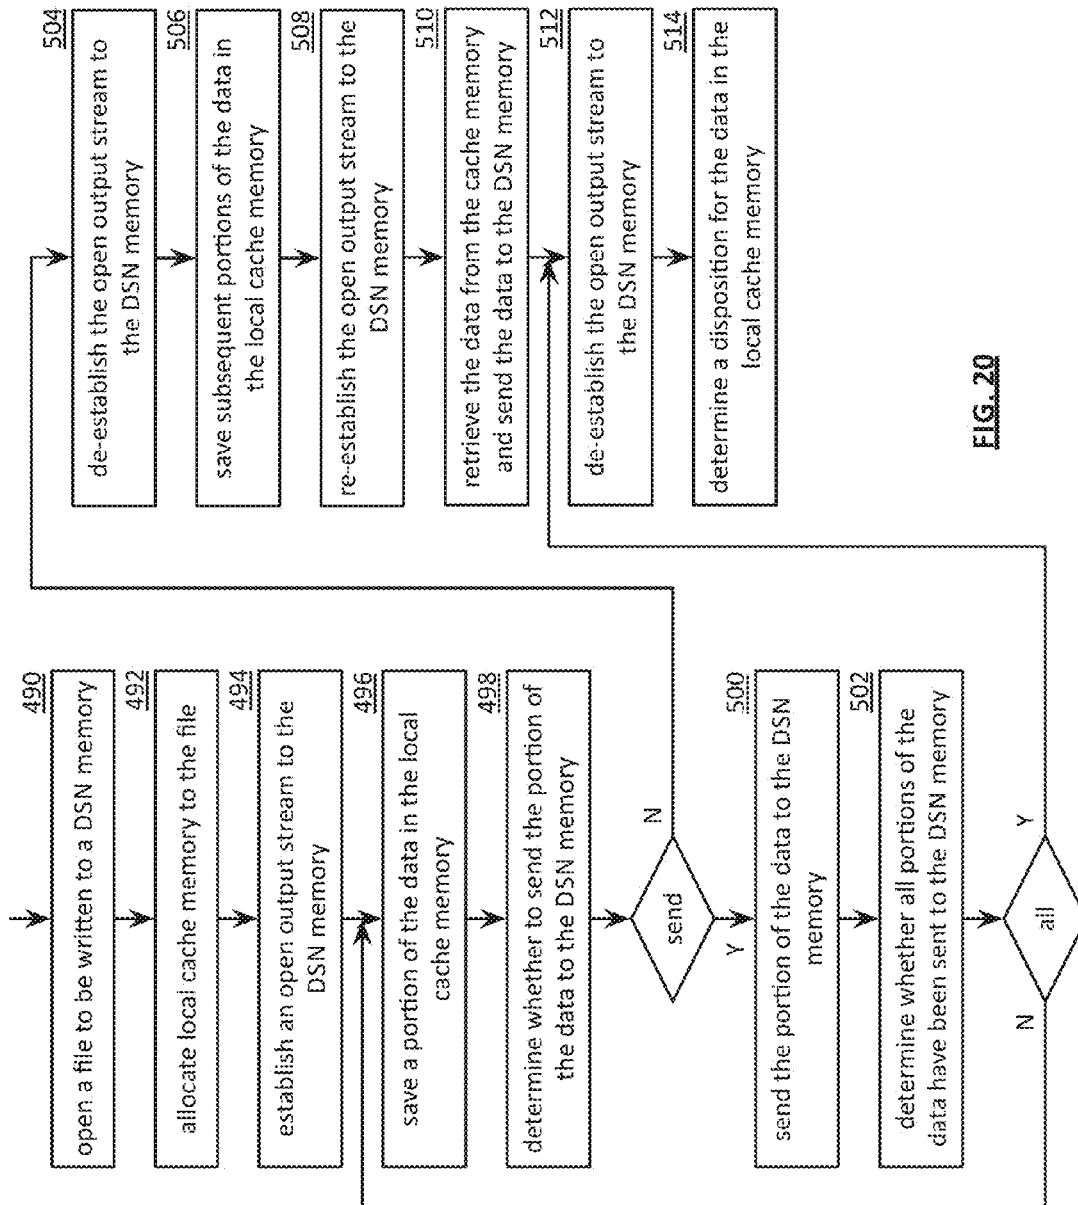 490
open a file to be written to a DSN memory
492
allocate local cache memory to the file
494
establish an open output stream to the
DSN memory
496
save a portion of the data in the local
cache memory
498
determine whether to send the portion of
the data to the DSN memory
send
N
Y
500
send the portion of the data to the DSN
memory
502
determine whether all portions of the
data have been sent to the DSN memory
all
N
Y
504
de-establish the open output stream to
the DSN memory
506
save subsequent portions of the data in
the local cache memory
508
re-establish the open output stream to the
DSN memory
510
retrieve the data from the cache memory
and send the data to the DSN memory
512
de-establish the open output stream to
the DSN memory
514
determine a disposition for the data in the
local cache memory
FIG. 20